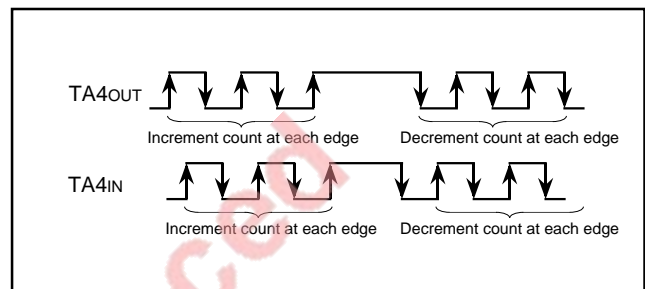 TA4OUT
Increment count at each edge Decrement count at each edge
TA4IN
Increment count at each edge Decrement count at each edge
ced